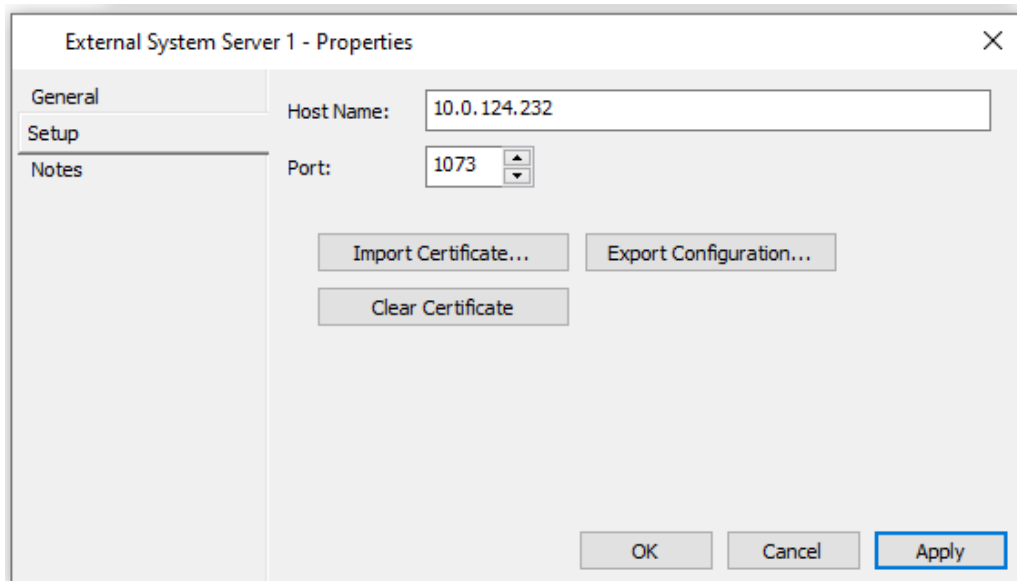 External System Server 1 - Properties
General
Setup
Notes
Host Name: 10.0.124.232
Port: 1073
Import Certificate... Export Configuration...
Clear Certificate
OK Cancel Apply